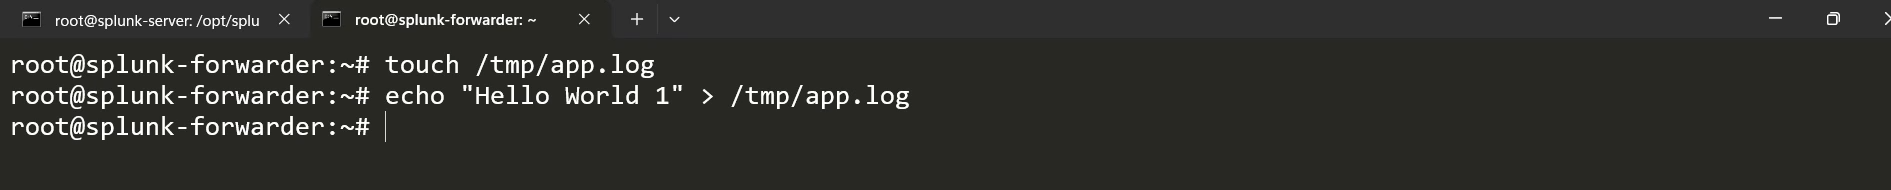 root@splunk-server: /opt/splu
root@splunk-forwarder: ~
root@splunk-forwarder:~# touch /tmp/app.log
root@splunk-forwarder:~# echo "Hello World 1" > /tmp/app.log
root@splunk-forwarder:~#